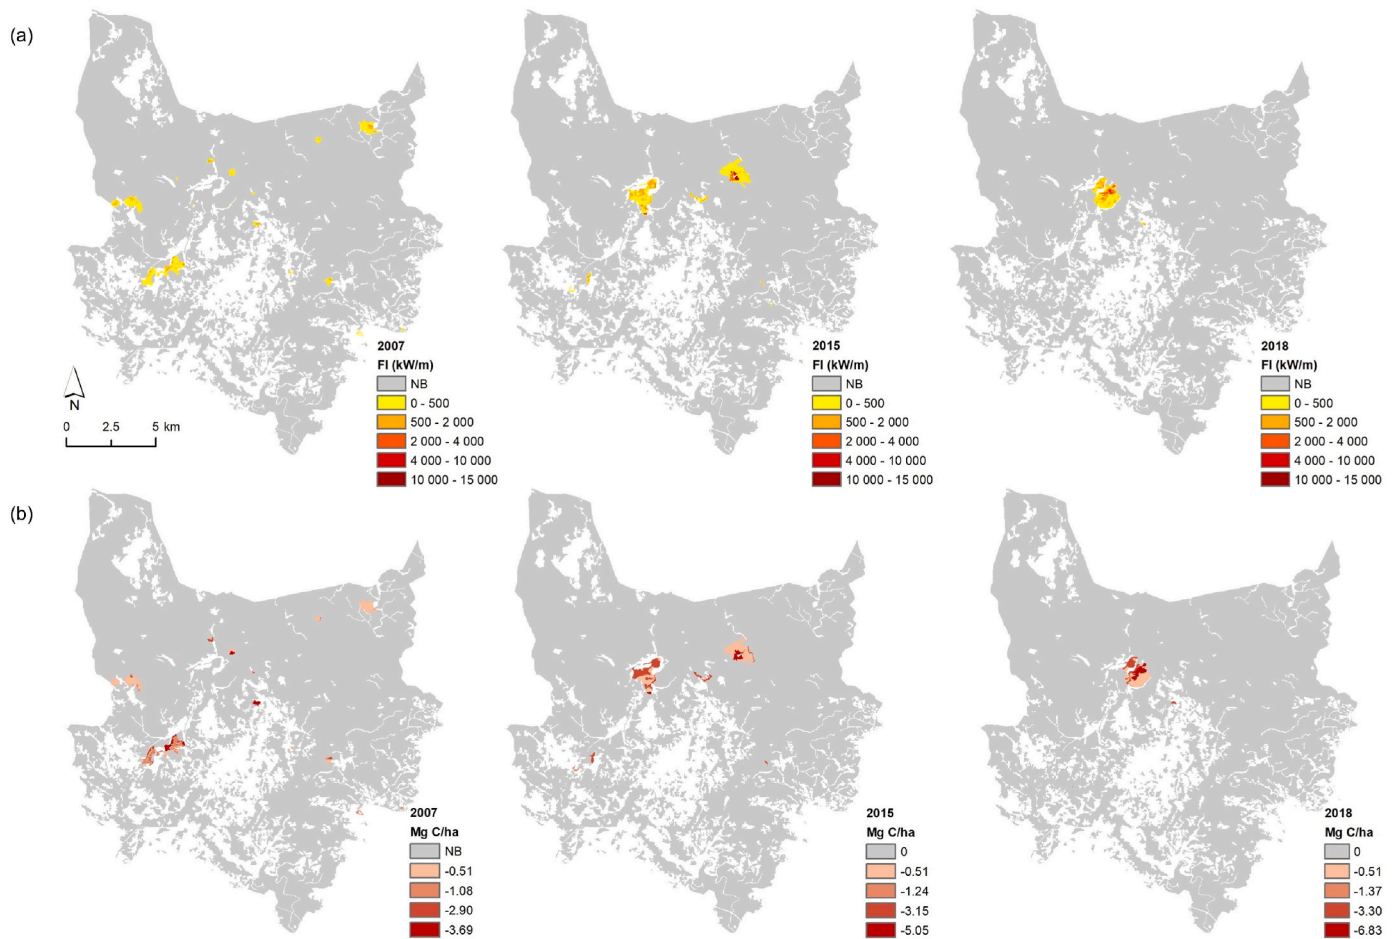 (a)
N
0 2.5 5 km
2007
FI (kW/m)
NB
0 - 500
500 - 2 000
2 000 - 4 000
4 000 - 10 000
10 000 - 15 000
2015
FI (kW/m)
NB
0 - 500
500 - 2 000
2 000 - 4 000
4 000 - 10 000
10 000 - 15 000
2018
FI (kW/m)
NB
0 - 500
500 - 2 000
2 000 - 4 000
4 000 - 10 000
10 000 - 15 000
(b)
2007
Mg C/ha
NB
-0.51
-1.08
-2.90
-3.69
2015
Mg C/ha
0
-0.51
-1.24
-3.15
-5.05
2018
Mg C/ha
0
-0.51
-1.37
-3.30
-6.83